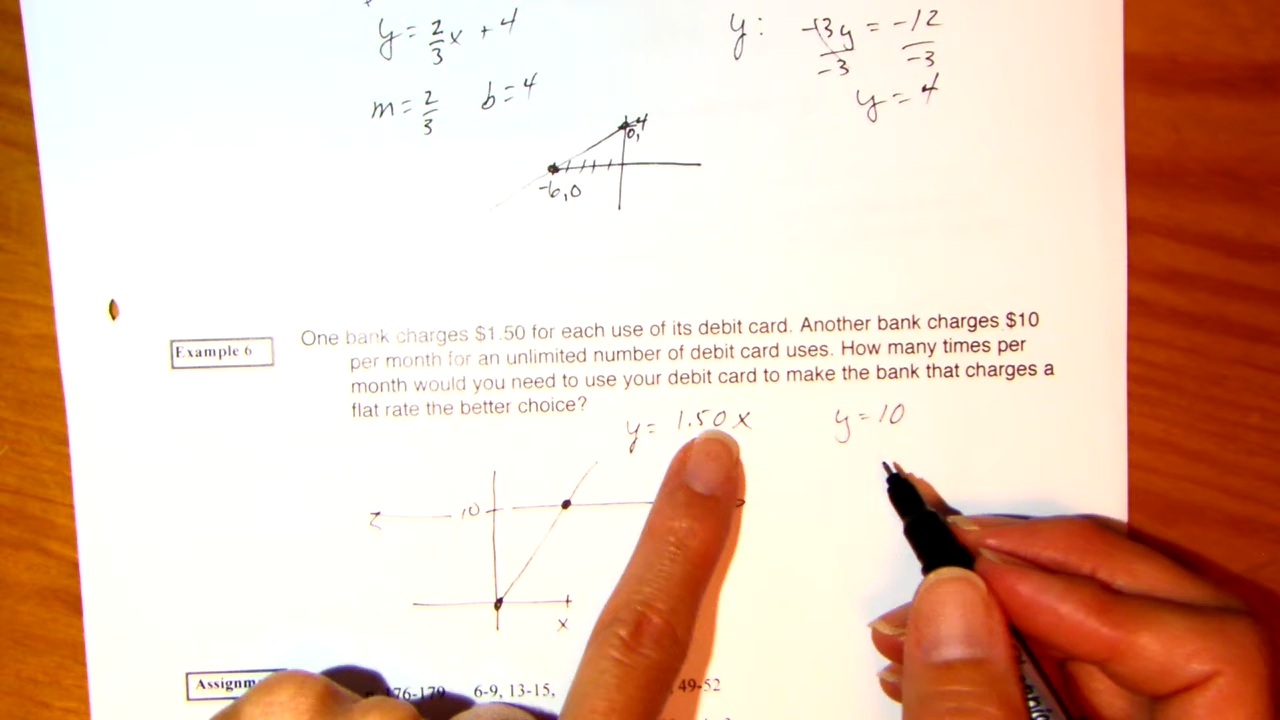 y = 2/3 x + 4
y: -3y = -12
-3 -3
m = 2/3 b = 4
y = 4
0, 4
-6, 0
Example 6
One bank charges $1.50 for each use of its debit card. Another bank charges $10
per month for an unlimited number of debit card uses. How many times per
month would you need to use your debit card to make the bank that charges a
flat rate the better choice?
y = 1.50x y = 10
10
x
176-179 6-9, 13-15, 49-52